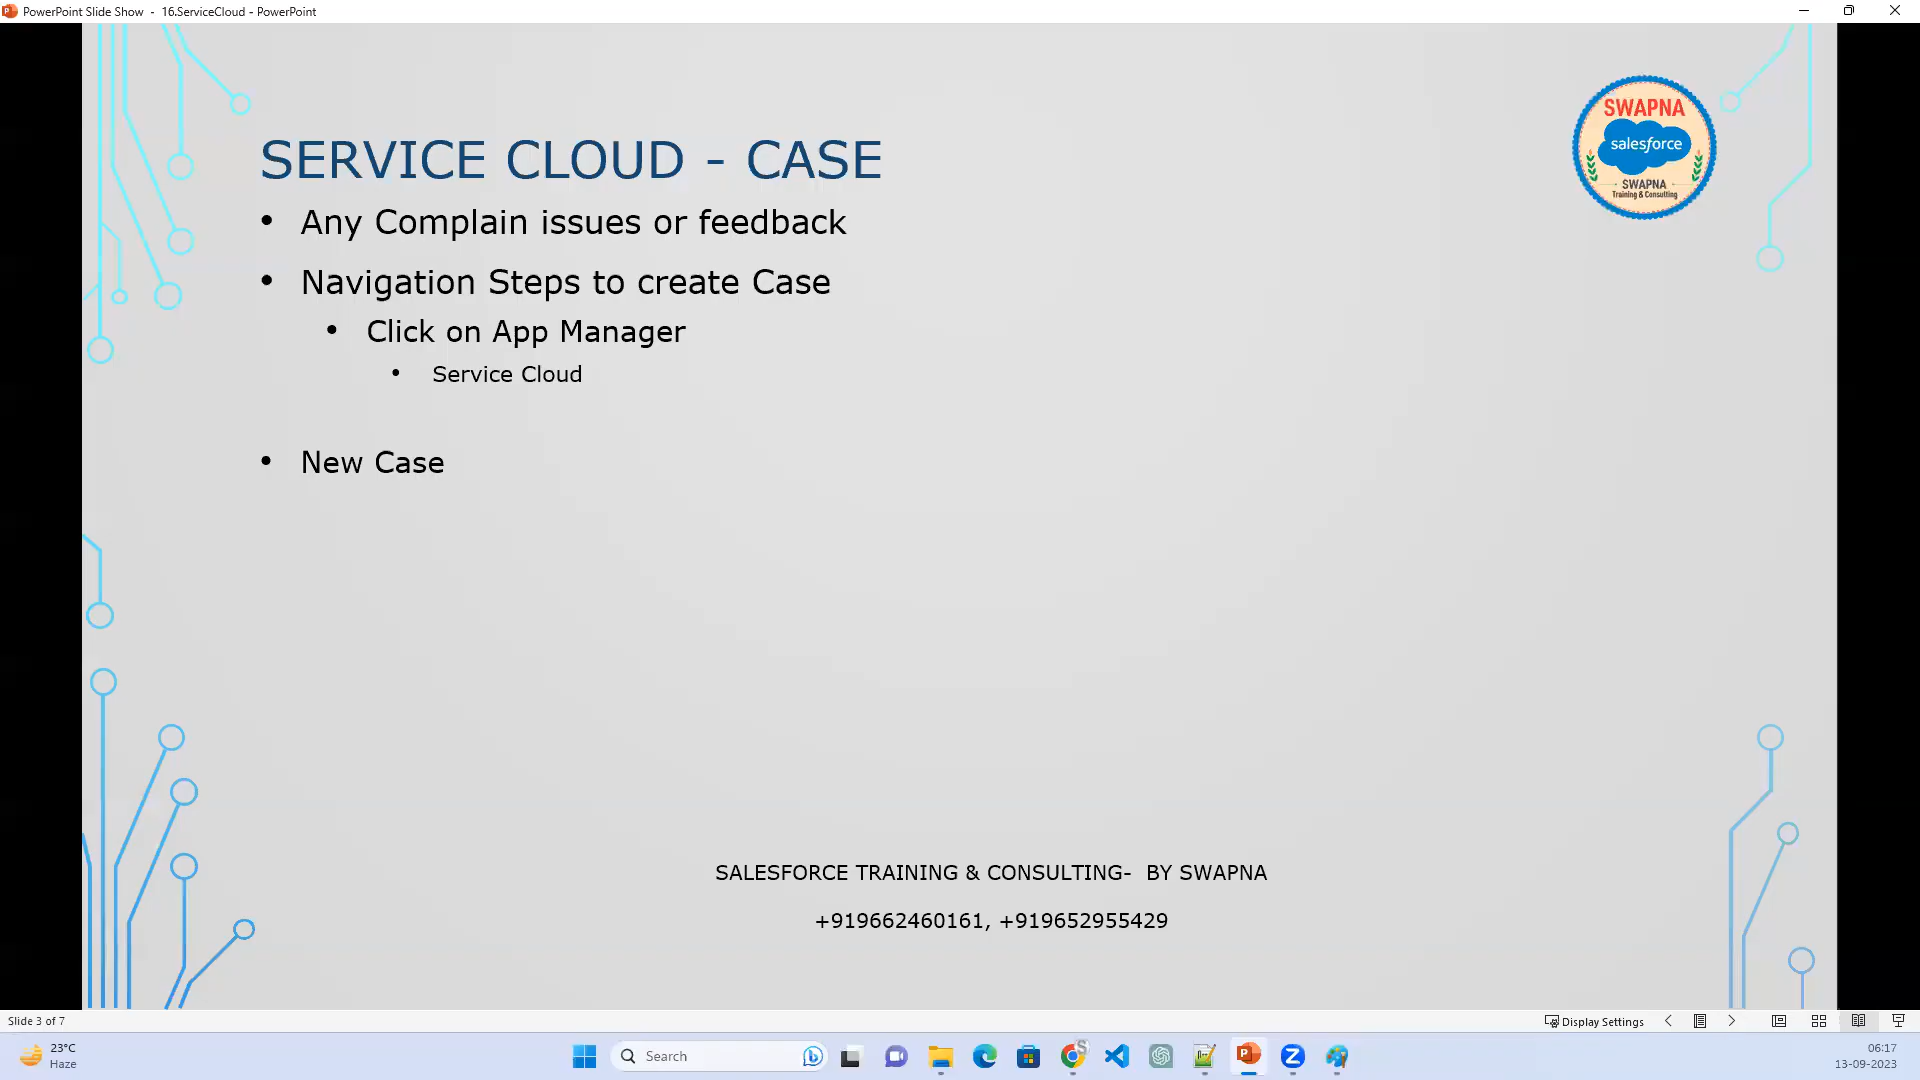 PowerPoint Slide Show - 16.ServiceCloud - PowerPoint
SWAPNA
salesforce
SWAPNA
Training & Consulting
SERVICE CLOUD - CASE
• Any Complain issues or feedback
• Navigation Steps to create Case
• Click on App Manager
• Service Cloud
• New Case
SALESFORCE TRAINING & CONSULTING- BY SWAPNA
+919662460161, +919652955429
Slide 3 of 7
Display Settings
23°C
Haze
Search
06:17
13-09-2023